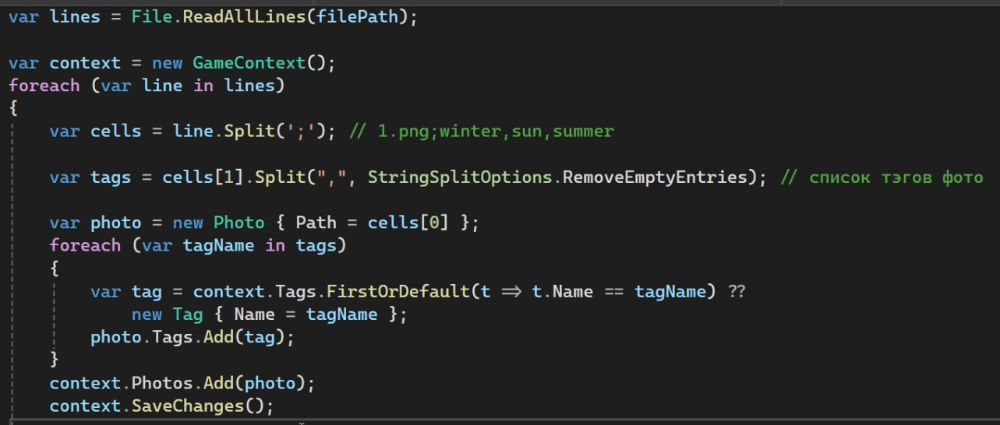 var lines = File.ReadAllLines(filePath);
var context = new GameContext();
foreach (var line in lines)
{
var cells = line.Split(';'); // 1.png;winter,sun,summer
var tags = cells[1].Split(",", StringSplitOptions.RemoveEmptyEntries); // список тэгов фото
var photo = new Photo { Path = cells[0] };
foreach (var tagName in tags)
{
var tag = context.Tags.FirstOrDefault(t => t.Name == tagName) ??
new Tag { Name = tagName };
photo.Tags.Add(tag);
}
context.Photos.Add(photo);
context.SaveChanges();